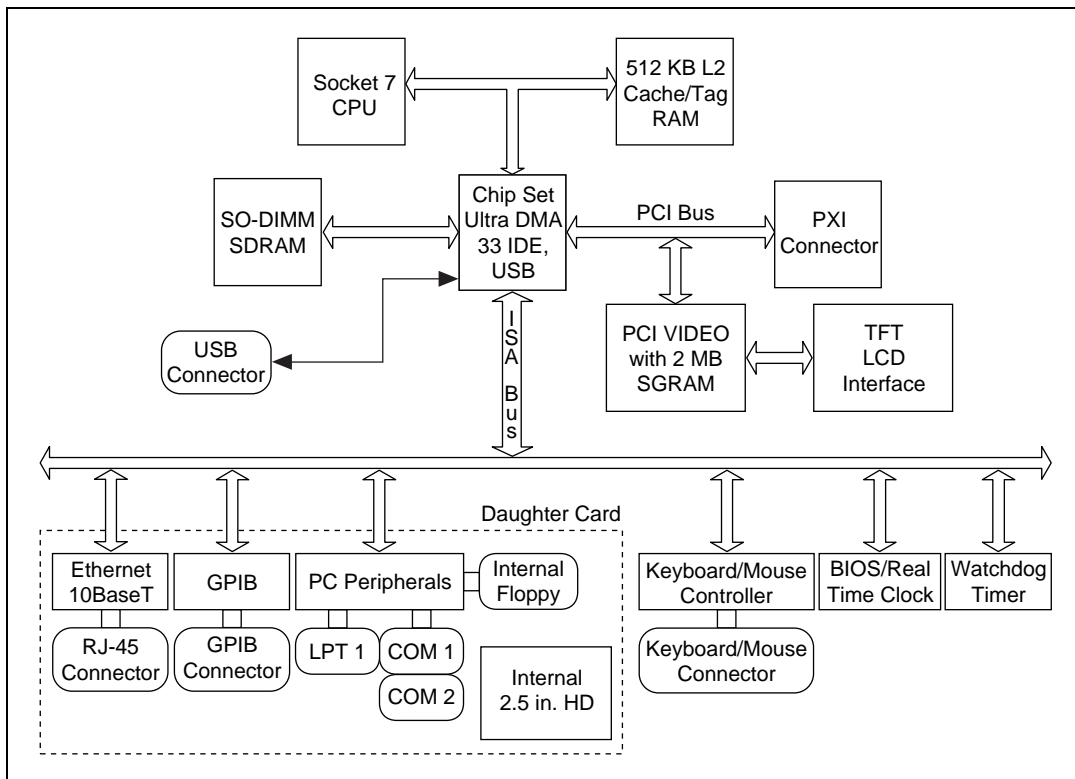 Socket 7
CPU
512 KB L2
Cache/Tag
RAM
SO-DIMM
SDRAM
Chip Set
Ultra DMA
33 IDE,
USB
PCI Bus
PXI
Connector
USB
Connector
ISA Bus
PCI VIDEO
with 2 MB
SGRAM
TFT
LCD
Interface
Daughter Card
Ethernet
10BaseT
GPIB
PC Peripherals
Internal
Floppy
Keyboard/Mouse
Controller
BIOS/Real
Time Clock
Watchdog
Timer
RJ-45
Connector
GPIB
Connector
LPT 1
COM 1
COM 2
Internal
2.5 in. HD
Keyboard/Mouse
Connector